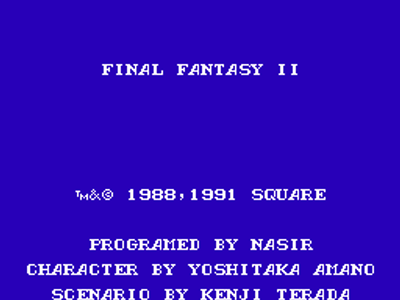 FINAL FANTASY II
TM&© 1988,1991 SQUARE
PROGRAMED BY NASIR
CHARACTER BY YOSHITAKA AMANO
SCENARIO BY KENJI TERADA